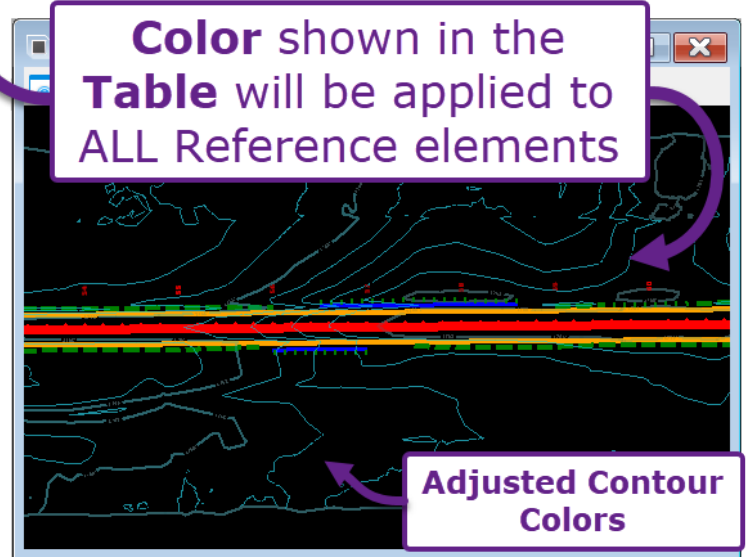 Color shown in the
Table will be applied to
ALL Reference elements
Adjusted Contour
Colors